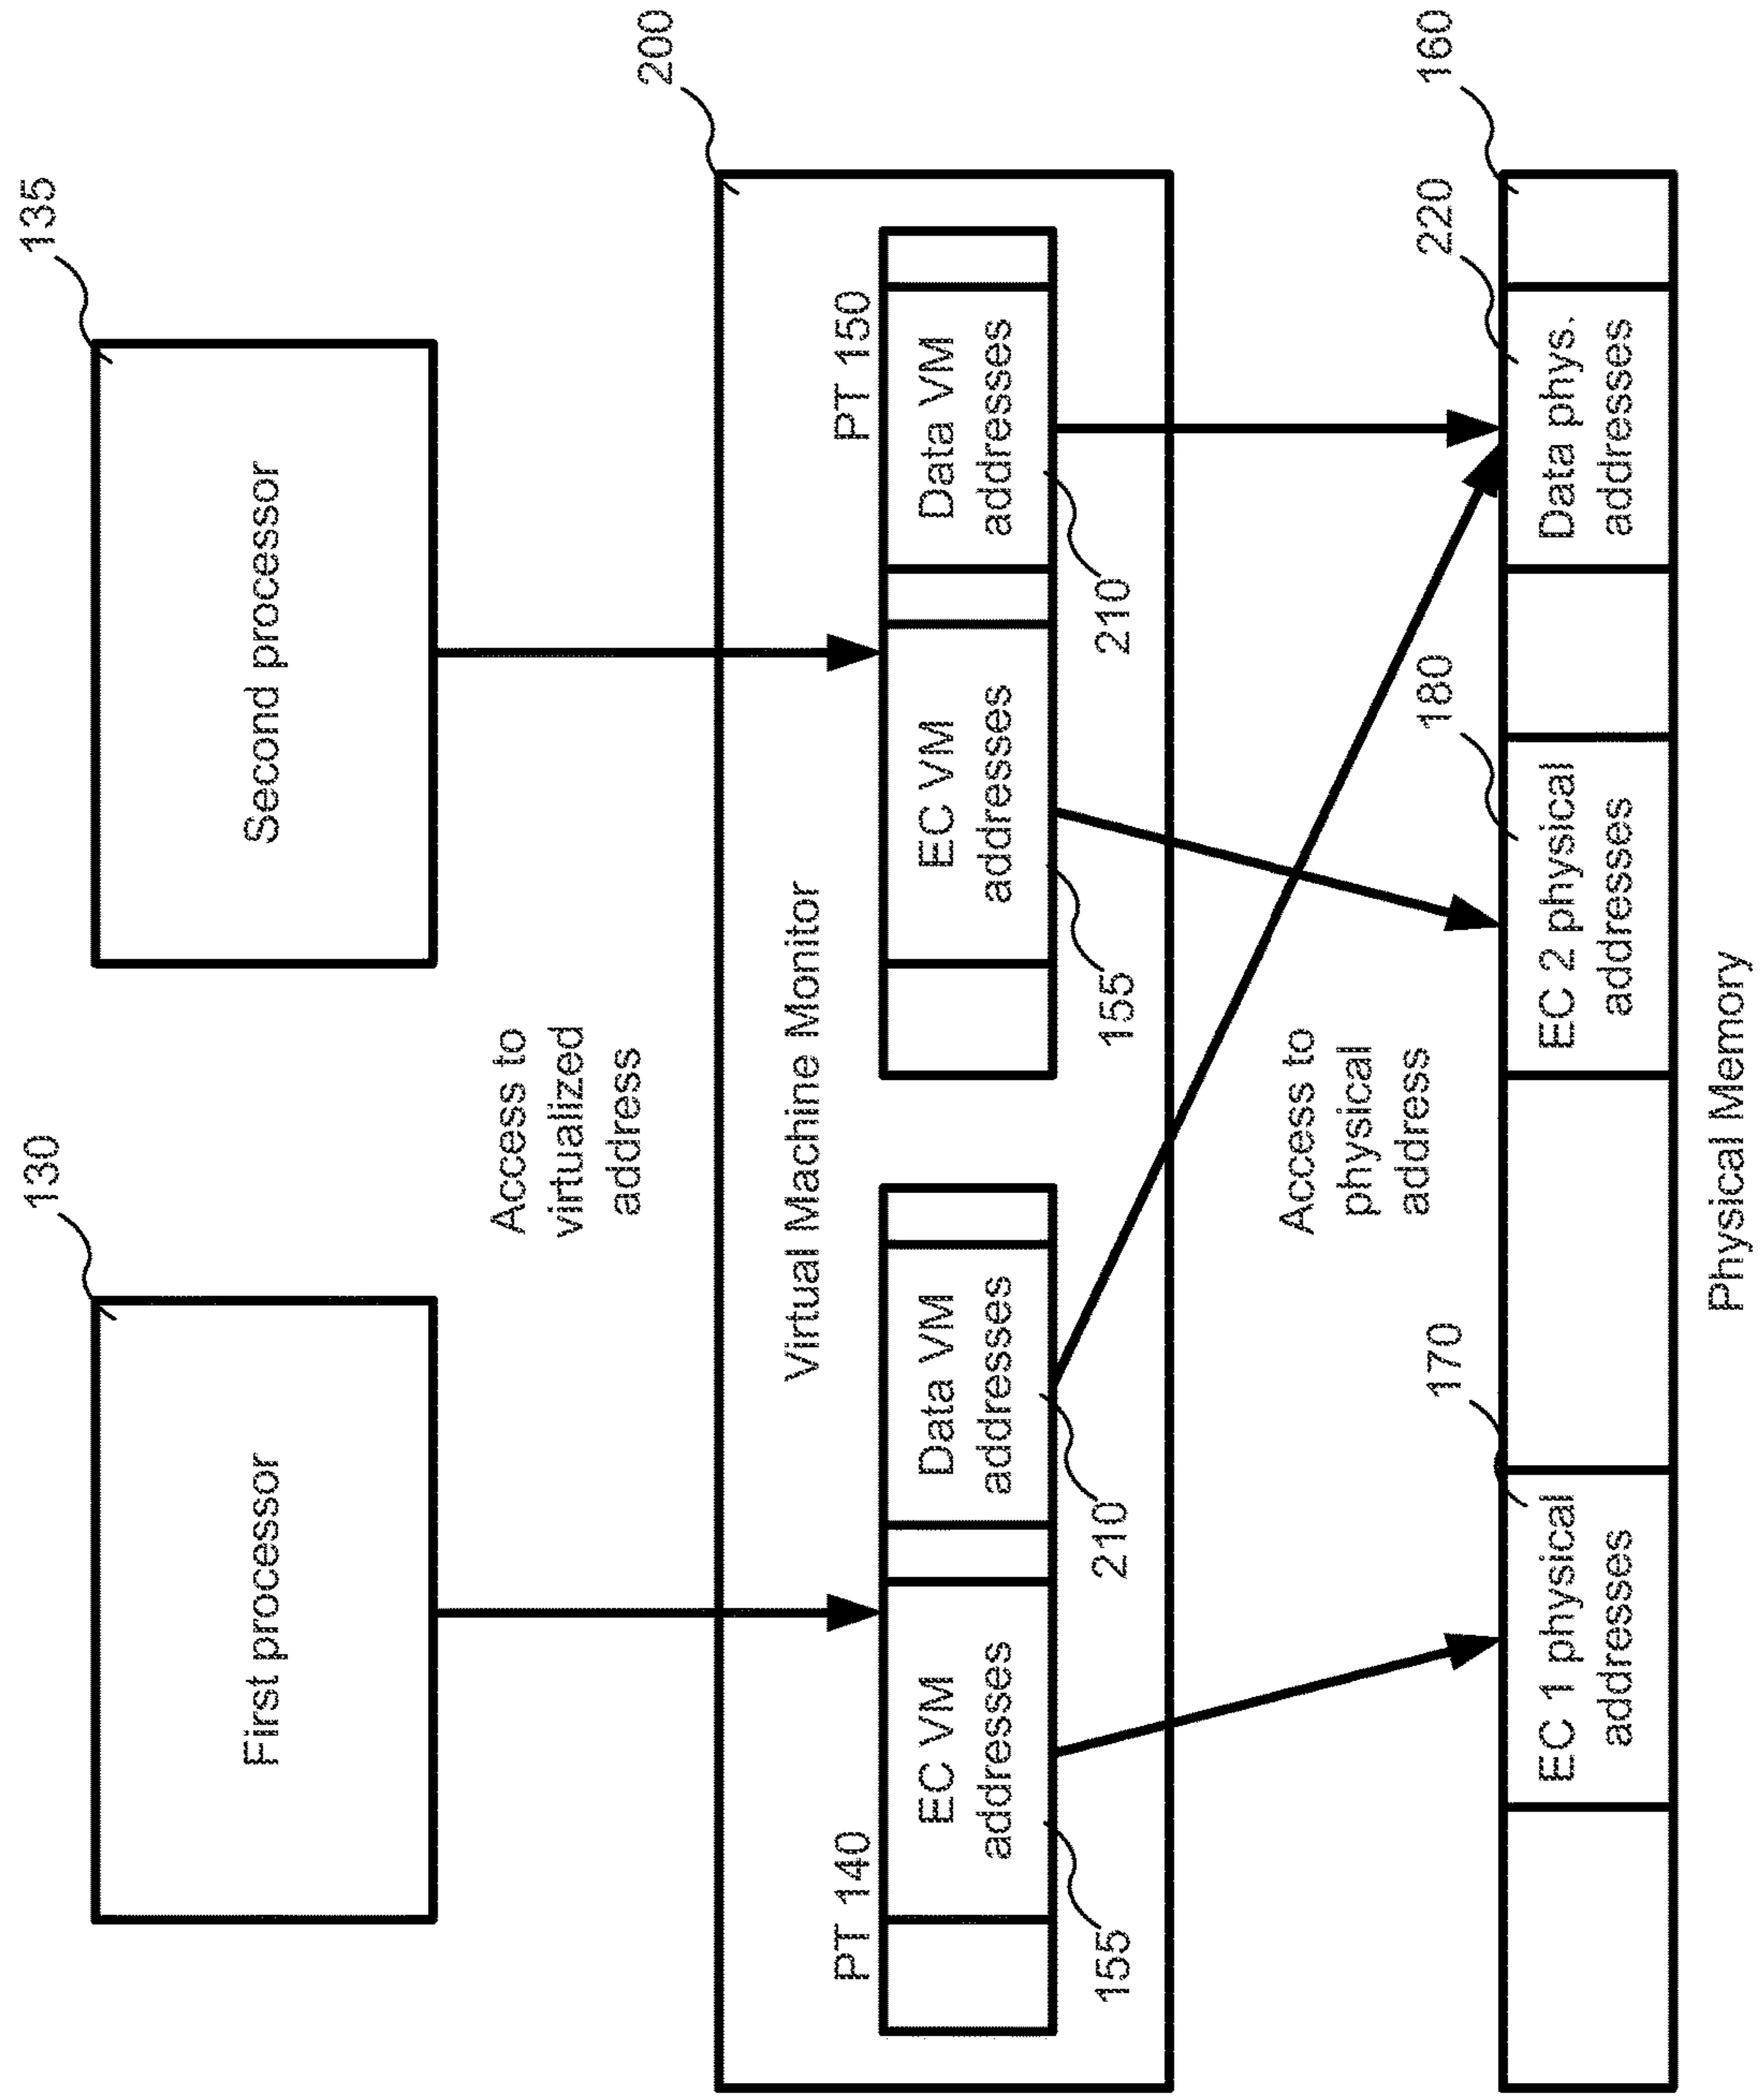 130
135
First processor
Second processor
Access to
virtualized
address
200
Virtual Machine Monitor
PT 140
PT 150
EC VM
addresses
Data VM
addresses
EC VM
addresses
Data VM
addresses
155
210
155
210
Access to
physical
address
170
180
220
160
EC 1 physical
addresses
EC 2 physical
addresses
Data phys.
addresses
Physical Memory